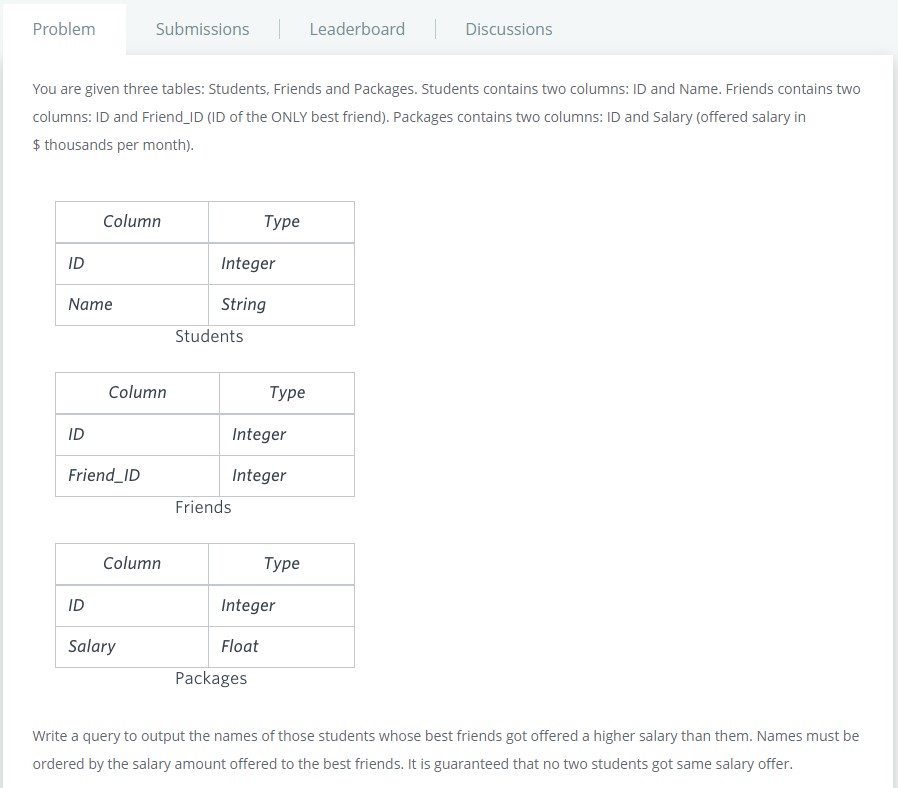 Problem Submissions Leaderboard Discussions
You are given three tables: Students, Friends and Packages. Students contains two columns: ID and Name. Friends contains two
columns: ID and Friend_ID (ID of the ONLY best friend). Packages contains two columns: ID and Salary (offered salary in
$ thousands per month).
Column Type
ID Integer
Name String
Students
Column Type
ID Integer
Friend_ID Integer
Friends
Column Type
ID Integer
Salary Float
Packages
Write a query to output the names of those students whose best friends got offered a higher salary than them. Names must be
ordered by the salary amount offered to the best friends. It is guaranteed that no two students got same salary offer.